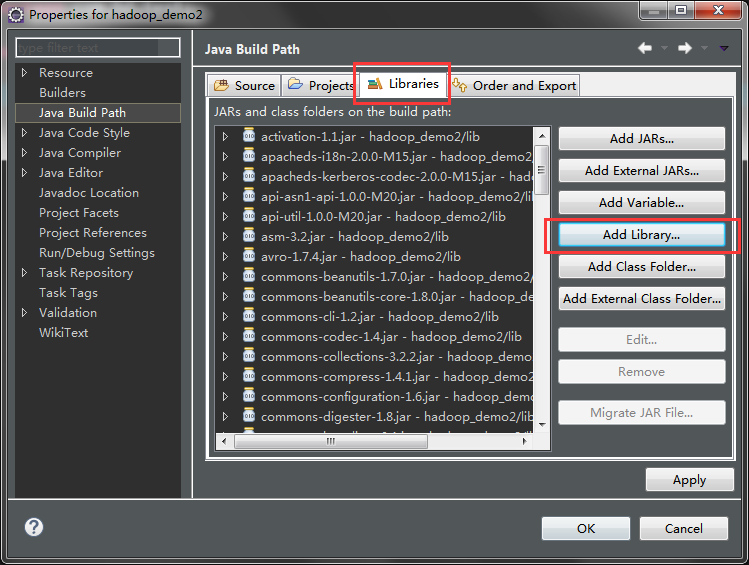 Properties for hadoop_demo2
type filter text
Resource
Builders
Java Build Path
Java Code Style
Java Compiler
Java Editor
Javadoc Location
Project Facets
Project References
Run/Debug Settings
Task Repository
Task Tags
Validation
WikiText
Java Build Path
Source Projects Libraries Order and Export
JARs and class folders on the build path:
activation-1.1.jar - hadoop_demo2/lib
apacheds-i18n-2.0.0-M15.jar - hadoop_demo2/
apacheds-kerberos-codec-2.0.0-M15.jar - had
api-asn1-api-1.0.0-M20.jar - hadoop_demo2/l
api-util-1.0.0-M20.jar - hadoop_demo2/lib
asm-3.2.jar - hadoop_demo2/lib
avro-1.7.4.jar - hadoop_demo2/lib
commons-beanutils-1.7.0.jar - hadoop_demo2/
commons-beanutils-core-1.8.0.jar - hadoop_d
commons-cli-1.2.jar - hadoop_demo2/lib
commons-codec-1.4.jar - hadoop_demo2/lib
commons-collections-3.2.2.jar - hadoop_demo
commons-compress-1.4.1.jar - hadoop_demo2
commons-configuration-1.6.jar - hadoop_dem
commons-digester-1.8.jar - hadoop_demo2/lib
Add JARs...
Add External JARs...
Add Variable...
Add Library...
Add Class Folder...
Add External Class Folder...
Edit...
Remove
Migrate JAR File...
Apply
OK
Cancel